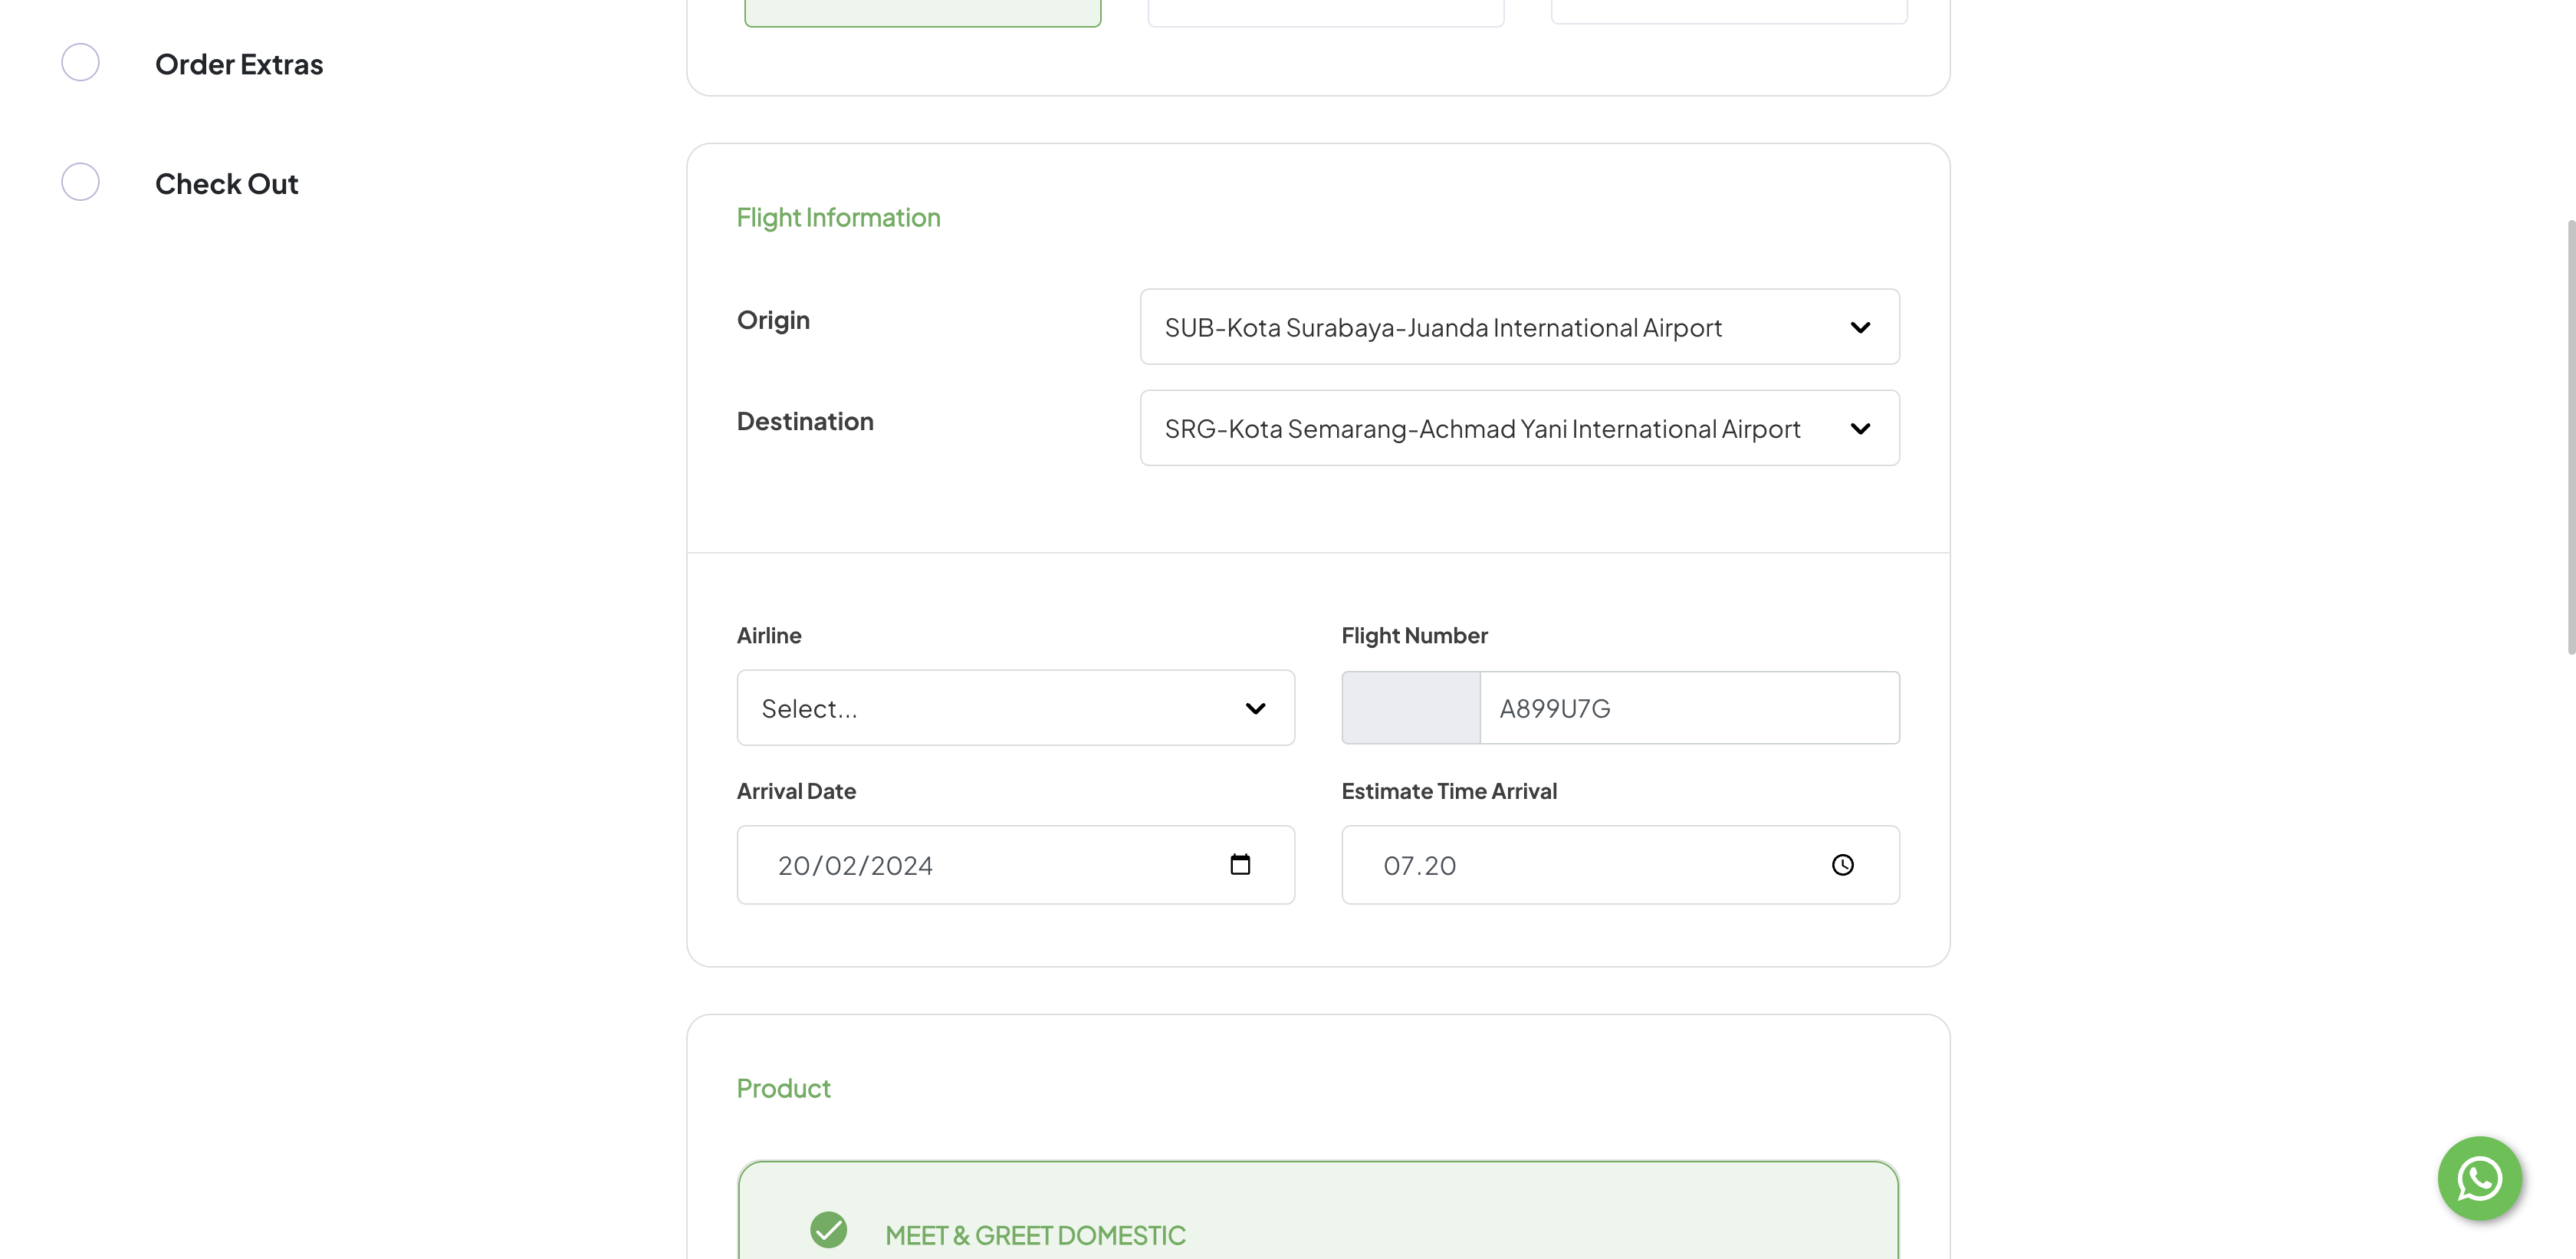 Order Extras
Check Out
Flight Information
Origin
SUB-Kota Surabaya-Juanda International Airport
Destination
SRG-Kota Semarang-Achmad Yani International Airport
Airline
Flight Number
Select...
A899U7G
Arrival Date
Estimate Time Arrival
20/02/2024
07.20
Product
MEET & GREET DOMESTIC